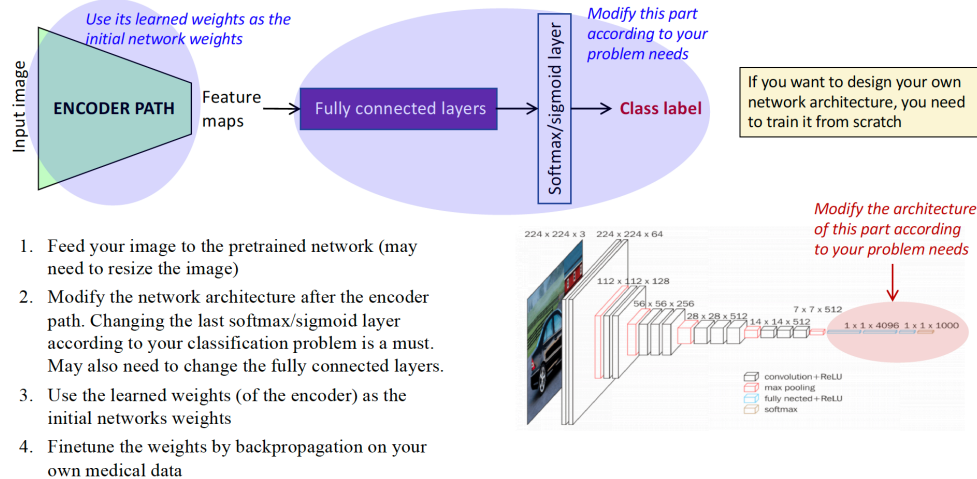 Use its learned weights as the
initial network weights
Modify this part
according to your
problem needs
Input image
ENCODER PATH
Feature
maps
Fully connected layers
Softmax/sigmoid layer
Class label
If you want to design your own
network architecture, you need
to train it from scratch
1. Feed your image to the pretrained network (may
need to resize the image)
2. Modify the network architecture after the encoder
path. Changing the last softmax/sigmoid layer
according to your classification problem is a must.
May also need to change the fully connected layers.
3. Use the learned weights (of the encoder) as the
initial networks weights
4. Finetune the weights by backpropagation on your
own medical data
Modify the architecture
of this part according
to your problem needs
224 x 224 x 3 224 x 224 x 64
112 x 112 x 128
56 x 56 x 256
28 x 28 x 512
14 x 14 x 512
7 x 7 x 512
1 x 1 x 4096 1 x 1 x 1000
convolution+ReLU
max pooling
fully nected+ReLU
softmax